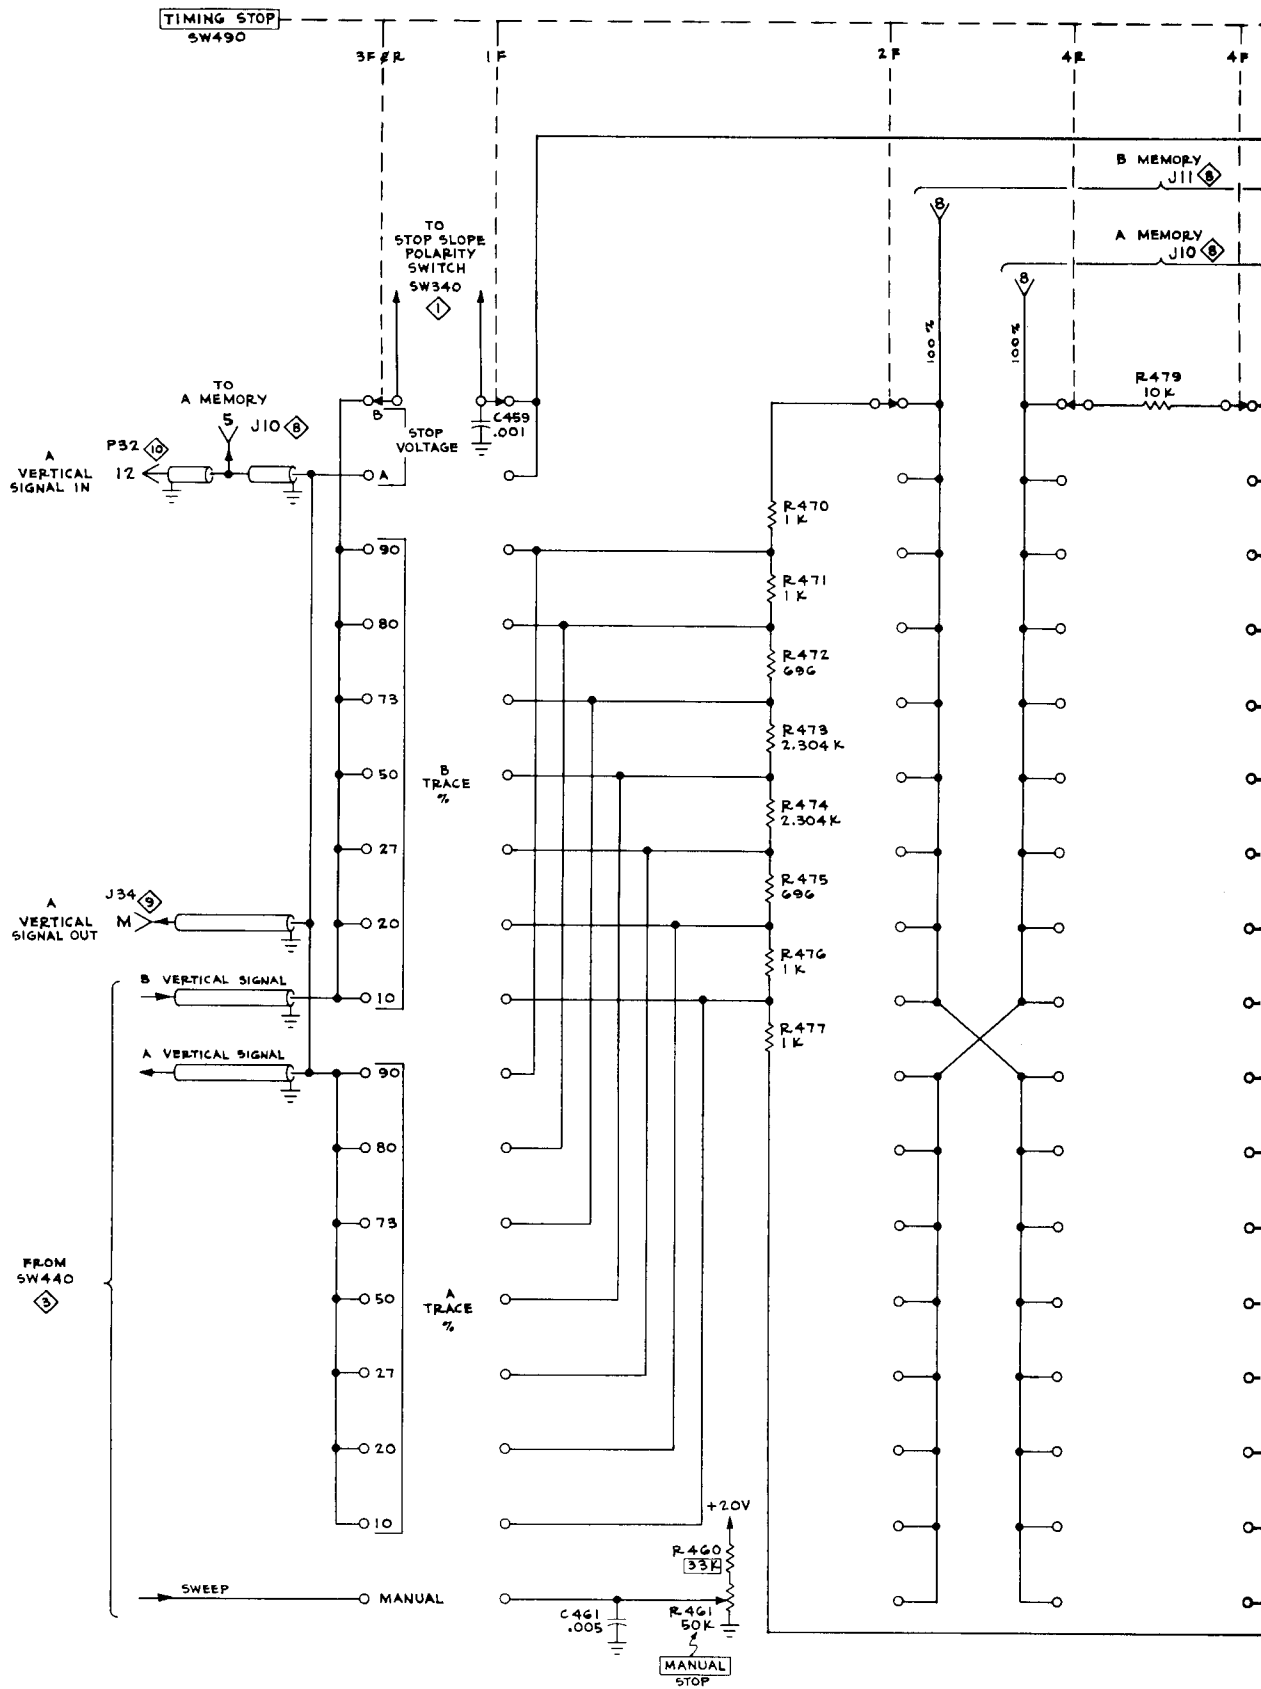 TIMING STOP
SW490
3F & R
1F
2F
4R
4F
B MEMORY
J11 8
8
A MEMORY
J10 8
8
TO
STOP SLOPE
POLARITY
SWITCH
SW340
1
100%
100%
R479
10K
TO
A MEMORY
5 J10 8
B
STOP
VOLTAGE
C459
.001
A
VERTICAL
SIGNAL IN
P32 10
12
A
R470
1K
90
R471
1K
80
R472
696
73
R473
2.304K
50
B
TRACE
%
R474
2.304K
27
R475
696
A
VERTICAL
SIGNAL OUT
J34 9
M
20
R476
1K
B VERTICAL SIGNAL
10
R477
1K
A VERTICAL SIGNAL
90
80
73
FROM
SW440
3
50
A
TRACE
%
27
20
10
+20V
R460
33K
SWEEP
MANUAL
C461
.005
R461
50K
MANUAL
STOP